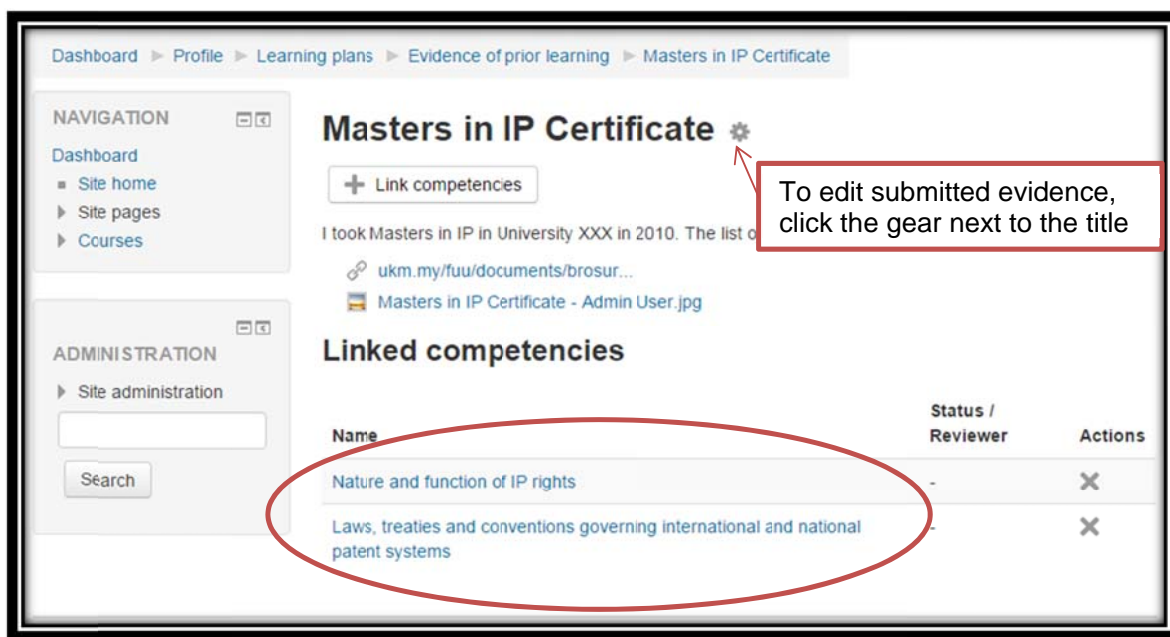 Dashboard ► Profile ► Learning plans ► Evidence of prior learning ► Masters in IP Certificate
NAVIGATION
Dashboard
Site home
Site pages
Courses
ADMINISTRATION
Site administration
Search
Masters in IP Certificate
Link competencies
To edit submitted evidence,
click the gear next to the title
I took Masters in IP in University XXX in 2010. The list
ukm.my/fuu/documents/brosur...
Masters in IP Certificate - Admin User.jpg
Linked competencies
Name Status / Reviewer Actions
Nature and function of IP rights -
Laws, treaties and conventions governing international and national -
patent systems